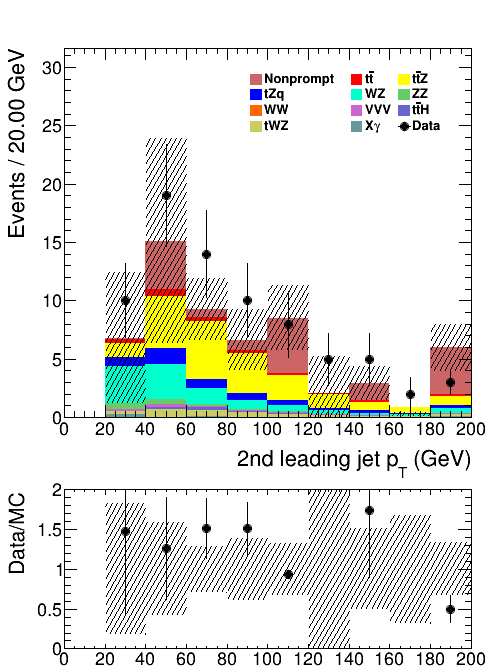 Events / 20.00 GeV
30
25
20
15
10
5
0
Nonprompt tt̄ tt̄Z
tZq WZ ZZ
WW VVV tt̄H
tWZ Xγ Data
0 20 40 60 80 100 120 140 160 180 200
2nd leading jet p_T (GeV)
Data/MC
2
1.5
1
0.5
0
0 20 40 60 80 100 120 140 160 180 200